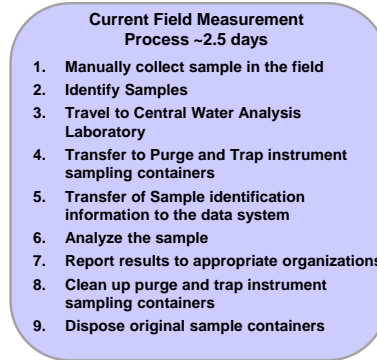 Current Field Measurement
Process ~2.5 days
1. Manually collect sample in the field
2. Identify Samples
3. Travel to Central Water Analysis
Laboratory
4. Transfer to Purge and Trap instrument
sampling containers
5. Transfer of Sample identification
information to the data system
6. Analyze the sample
7. Report results to appropriate organizations
8. Clean up purge and trap instrument
sampling containers
9. Dispose original sample containers